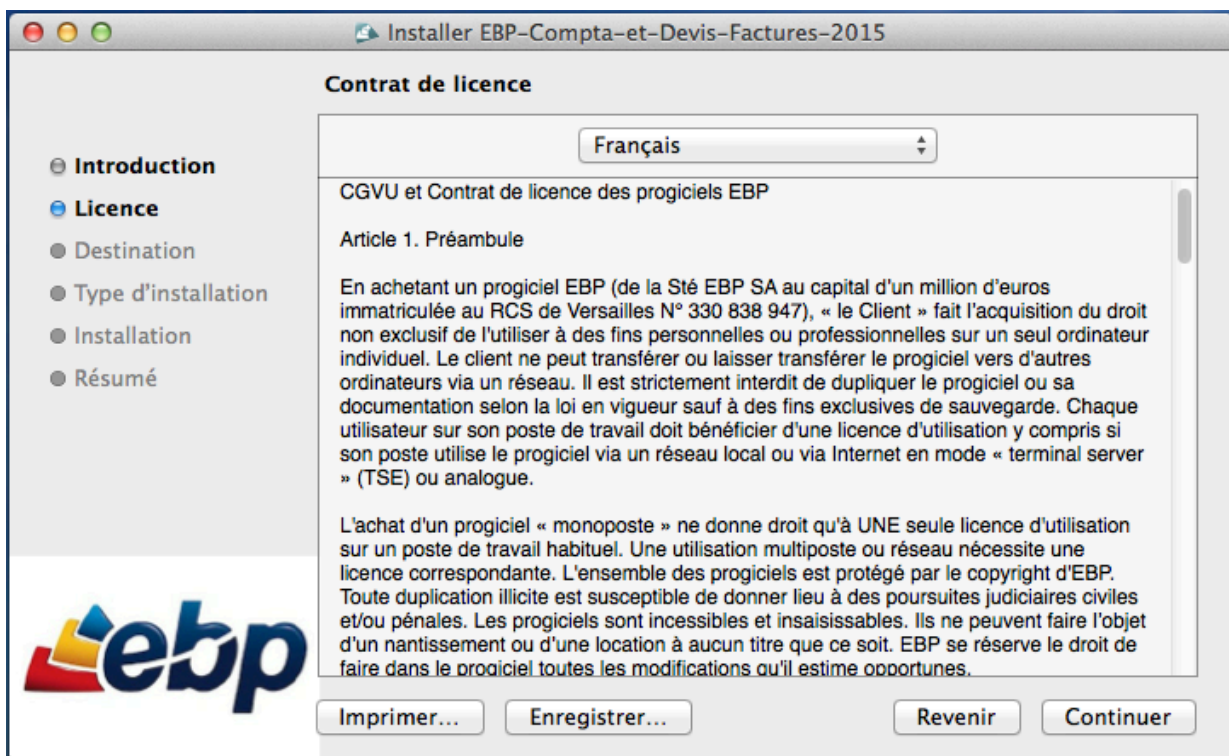 Installer EBP-Compta-et-Devis-Factures-2015
Contrat de licence
Introduction
Licence
Destination
Type d'installation
Installation
Résumé
Français
CGVU et Contrat de licence des progiciels EBP
Article 1. Préambule
En achetant un progiciel EBP (de la Sté EBP SA au capital d'un million d'euros
immatriculée au RCS de Versailles N° 330 838 947), « le Client » fait l'acquisition du droit
non exclusif de l'utiliser à des fins personnelles ou professionnelles sur un seul ordinateur
individuel. Le client ne peut transférer ou laisser transférer le progiciel vers d'autres
ordinateurs via un réseau. Il est strictement interdit de dupliquer le progiciel ou sa
documentation selon la loi en vigueur sauf à des fins exclusives de sauvegarde. Chaque
utilisateur sur son poste de travail doit bénéficier d'une licence d'utilisation y compris si
son poste utilise le progiciel via un réseau local ou via Internet en mode « terminal server
» (TSE) ou analogue.
L'achat d'un progiciel « monoposte » ne donne droit qu'à UNE seule licence d'utilisation
sur un poste de travail habituel. Une utilisation multiposte ou réseau nécessite une
licence correspondante. L'ensemble des progiciels est protégé par le copyright d'EBP.
Toute duplication illicite est susceptible de donner lieu à des poursuites judiciaires civiles
et/ou pénales. Les progiciels sont incessibles et insaisissables. Ils ne peuvent faire l'objet
d'un nantissement ou d'une location à aucun titre que ce soit. EBP se réserve le droit de
faire dans le progiciel toutes les modifications qu'il estime opportunes.
ebp
Imprimer...
Enregistrer...
Revenir
Continuer